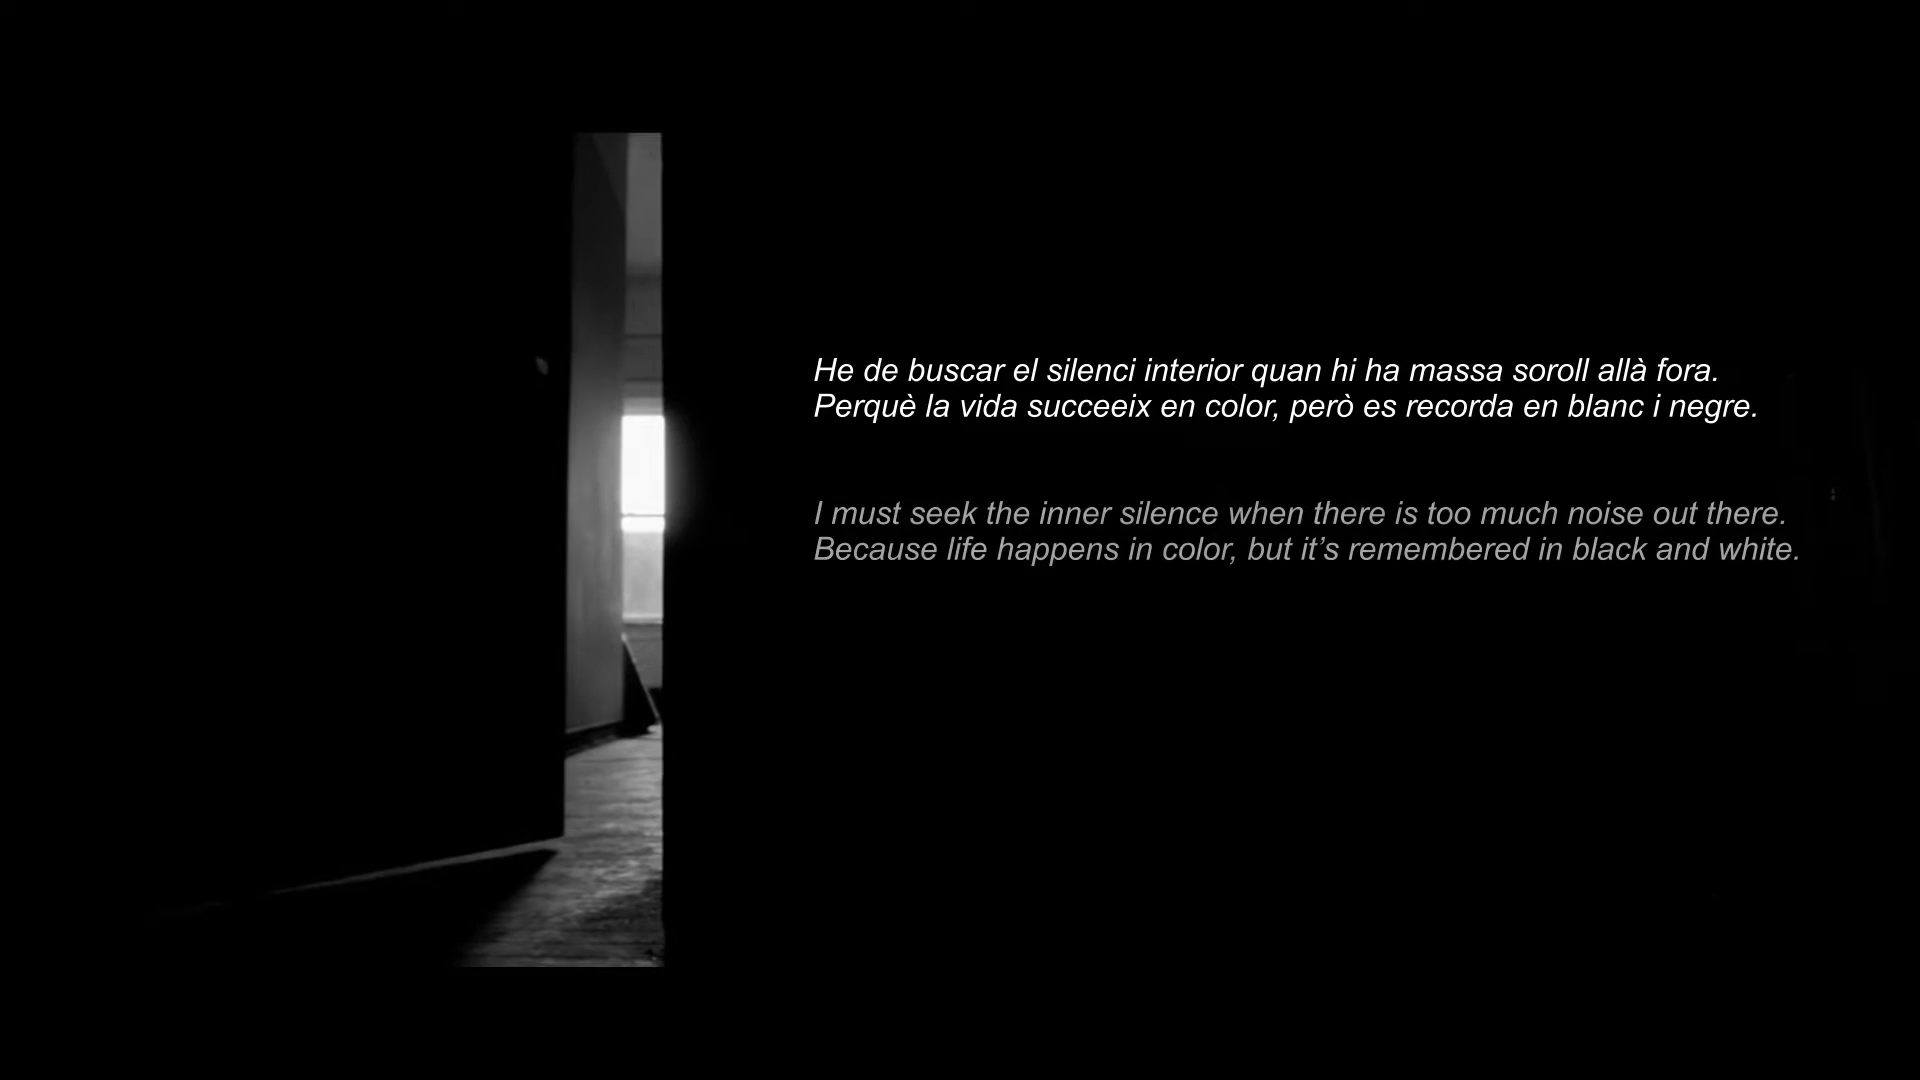 He de buscar el silenci interior quan hi ha massa soroll allà fora.
Perquè la vida succeeix en color, però es recorda en blanc i negre.
I must seek the inner silence when there is too much noise out there.
Because life happens in color, but it’s remembered in black and white.